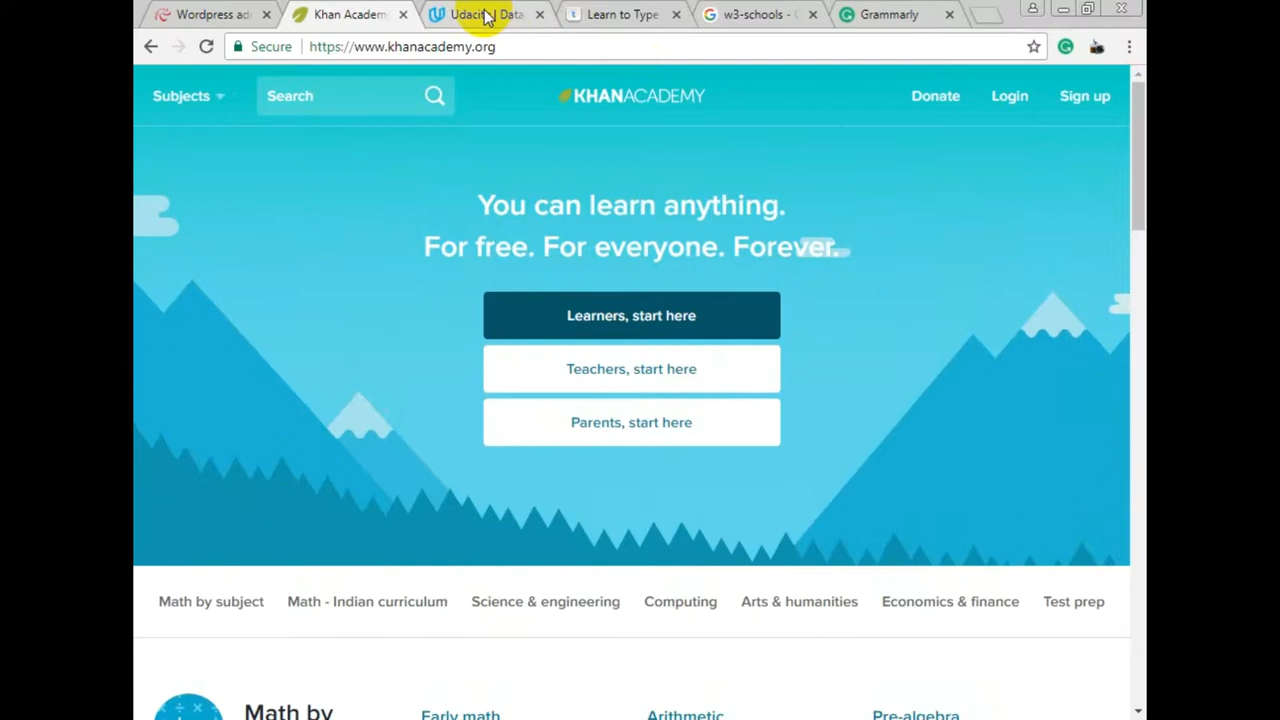 Wordpress ad
Khan Academ
Udacity Data
Learn to Type
w3-schools -
Grammarly
Secure
https://www.khanacademy.org
Subjects
Search
KHANACADEMY
Donate
Login
Sign up
You can learn anything.
For free. For everyone. Forever.
Learners, start here
Teachers, start here
Parents, start here
Math by subject
Math - Indian curriculum
Science & engineering
Computing
Arts & humanities
Economics & finance
Test prep
Math by
Early math
Arithmetic
Pre-algebra